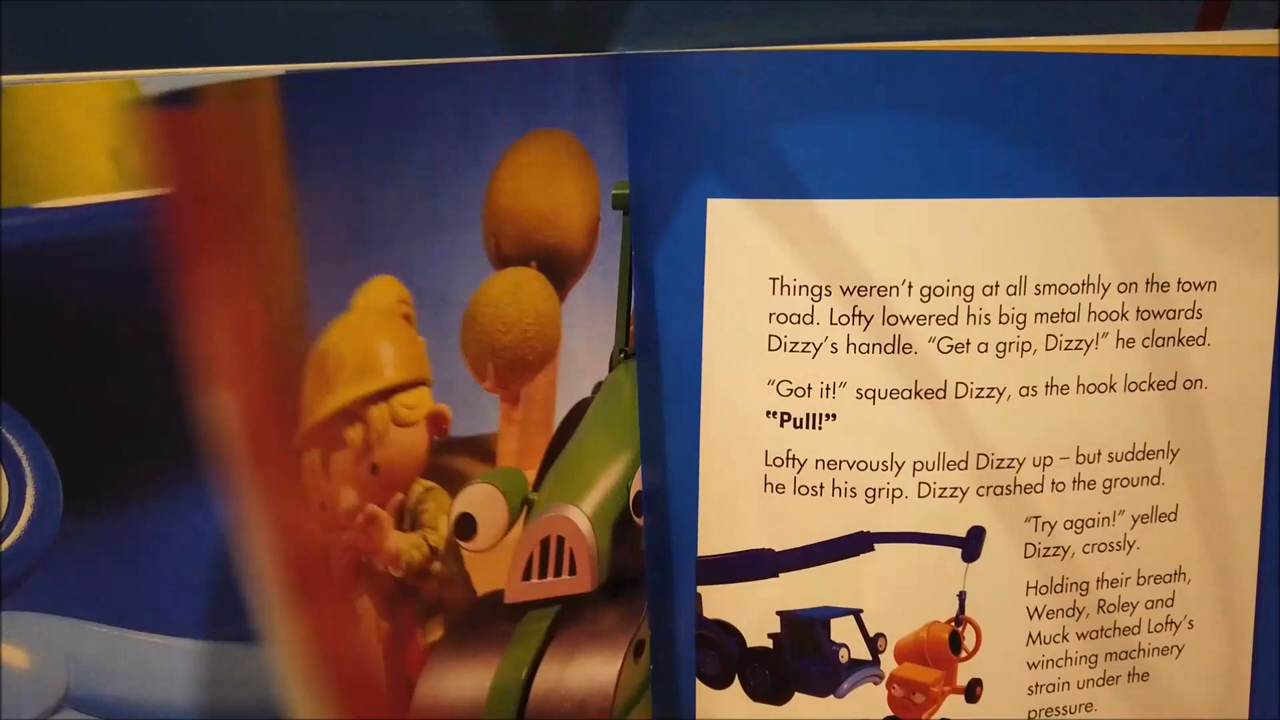 Things weren't going at all smoothly on the town
road. Lofty lowered his big metal hook towards
Dizzy's handle. "Get a grip, Dizzy!" he clanked.
"Got it!" squeaked Dizzy, as the hook locked on.
"Pull!"
Lofty nervously pulled Dizzy up – but suddenly
he lost his grip. Dizzy crashed to the ground.
"Try again!" yelled
Dizzy, crossly.
Holding their breath,
Wendy, Roley and
Muck watched Lofty's
winching machinery
strain under the
pressure.